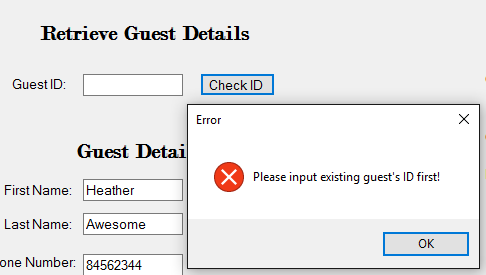 Retrieve Guest Details
Guest ID:
Check ID
Error
Please input existing guest's ID first!
OK
Guest Detai
First Name: Heather
Last Name: Awesome
one Number: 84562344